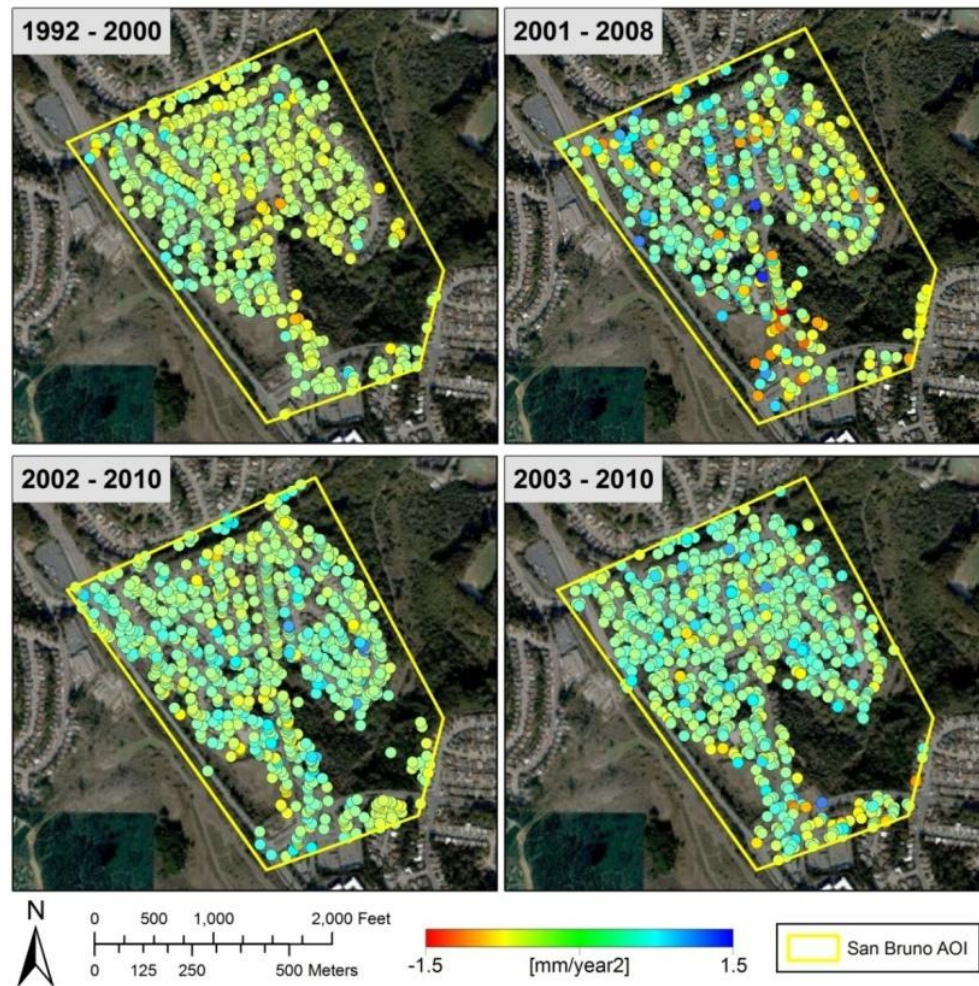 1992 - 2000
2001 - 2008
2002 - 2010
2003 - 2010
N
0 500 1,000 2,000 Feet
0 125 250 500 Meters
-1.5 [mm/year2] 1.5
San Bruno AOI